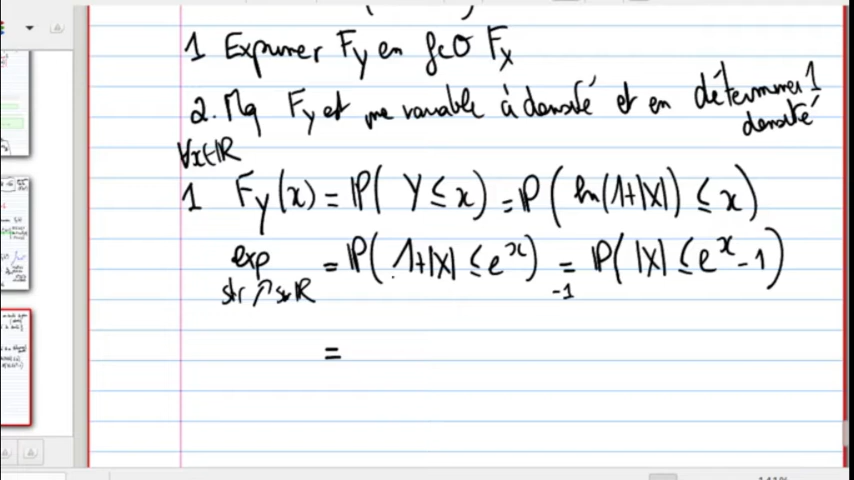 1 Exprimer F_Y en fco F_X
2. Mq F_Y est une variable à densité et en déterminer 1
densité
∀x∈ℝ
1 F_Y(x) = ℙ( Y ≤ x) = ℙ( ln(1+|X|) ≤ x)
exp = ℙ( 1+|X| ≤ e^x) = ℙ( |X| ≤ e^x - 1)
str ↗ sur ℝ -1
=